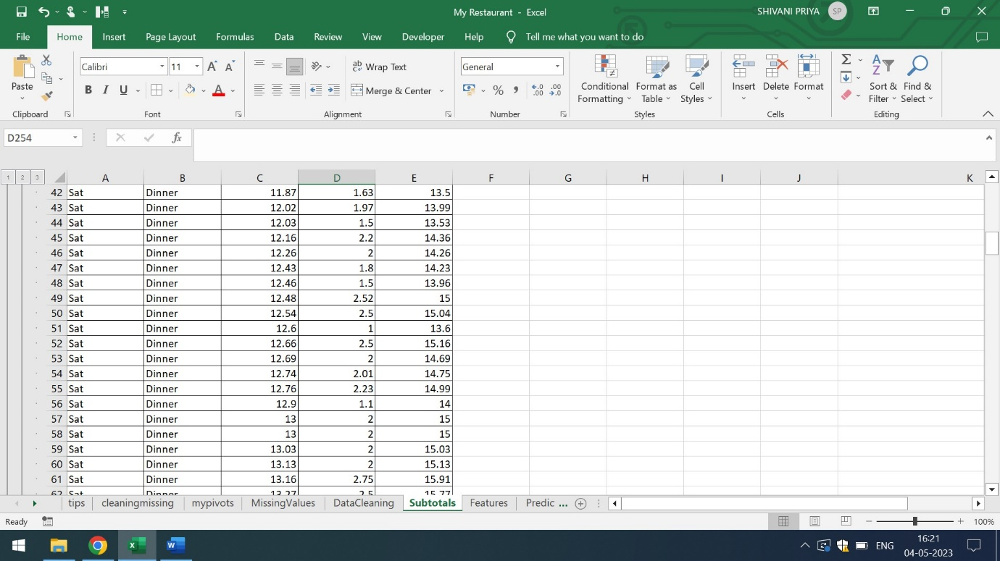 My Restaurant - Excel
SHIVANI PRIYA SP
File Home Insert Page Layout Formulas Data Review View Developer Help Tell me what you want to do
Paste
Clipboard
Calibri 11 A A
B I U A
Font
ab Wrap Text
Merge & Center
Alignment
General
% , .00 .00
Number
Conditional Formatting
Format as Table
Cell Styles
Styles
Insert Delete Format
Cells
Sort & Filter
Find & Select
Editing
D254 fx
1 2 3 A B C D E F G H I J K
42 Sat Dinner 11.87 1.63 13.5
43 Sat Dinner 12.02 1.97 13.99
44 Sat Dinner 12.03 1.5 13.53
45 Sat Dinner 12.16 2.2 14.36
46 Sat Dinner 12.26 2 14.26
47 Sat Dinner 12.43 1.8 14.23
48 Sat Dinner 12.46 1.5 13.96
49 Sat Dinner 12.48 2.52 15
50 Sat Dinner 12.54 2.5 15.04
51 Sat Dinner 12.6 1 13.6
52 Sat Dinner 12.66 2.5 15.16
53 Sat Dinner 12.69 2 14.69
54 Sat Dinner 12.74 2.01 14.75
55 Sat Dinner 12.76 2.23 14.99
56 Sat Dinner 12.9 1.1 14
57 Sat Dinner 13 2 15
58 Sat Dinner 13 2 15
59 Sat Dinner 13.03 2 15.03
60 Sat Dinner 13.13 2 15.13
61 Sat Dinner 13.16 2.75 15.91
62 Sat Dinner 13.27 2.5 15.77
tips cleaningmissing mypivots MissingValues DataCleaning Subtotals Features Predic ...
Ready 100%
ENG 16:21
04-05-2023